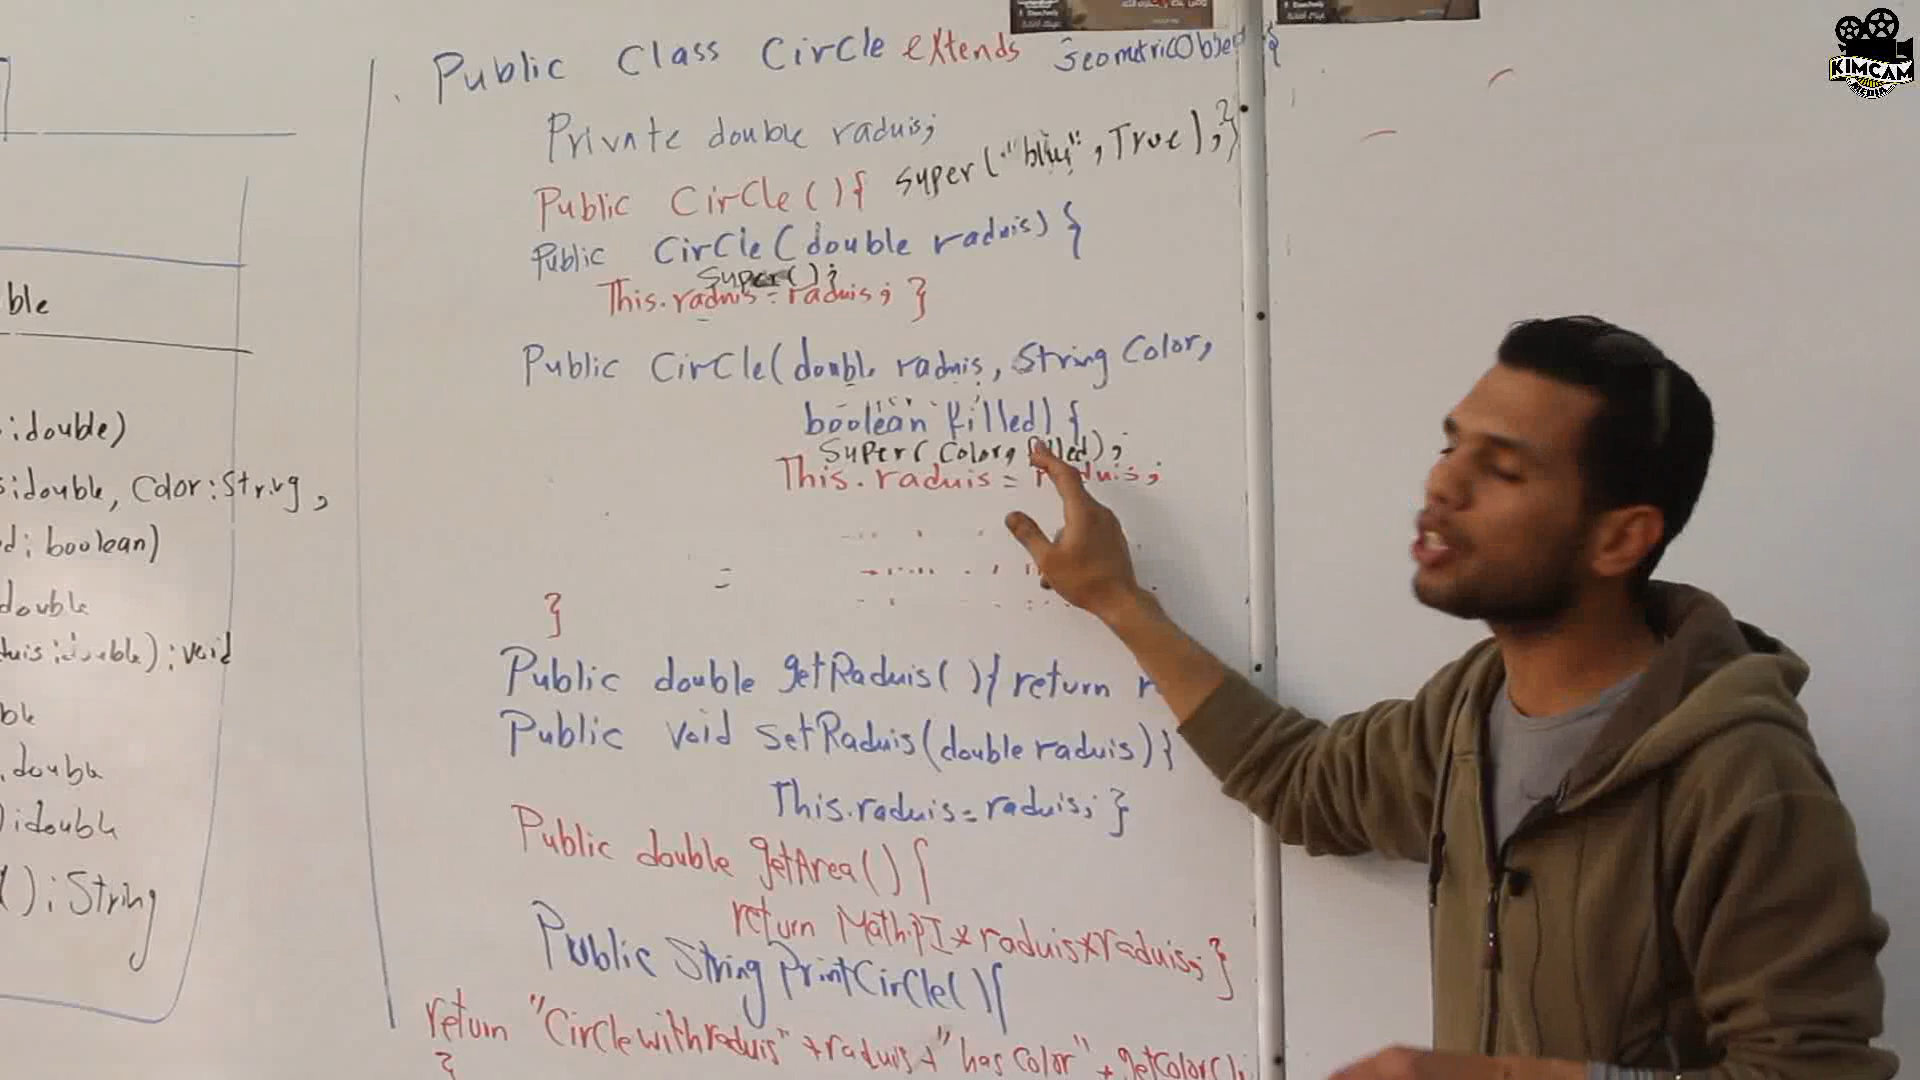 Public Class Circle extends GeometricObject {
Private double raduis;
Public Circle(){ super("blue", True); }
Public Circle(double raduis) {
Super();
This.raduis = raduis; }
Public Circle(double raduis, String Color,
boolean filled) {
Super(Color, filled);
This.raduis = raduis;
=
}
Public double getRaduis(){ return r
Public void setRaduis(double raduis) {
This.raduis = raduis; }
Public double getArea(){
return Math.PI * raduis * raduis; }
Public String PrintCircle(){
return "Circle with raduis" + raduis + "has Color" + getColor();
}
ble
:double)
:double, Color:String,
d: boolean)
double
duis:double):void
ble
double
):double
():String
KIMCAM
MEDIA